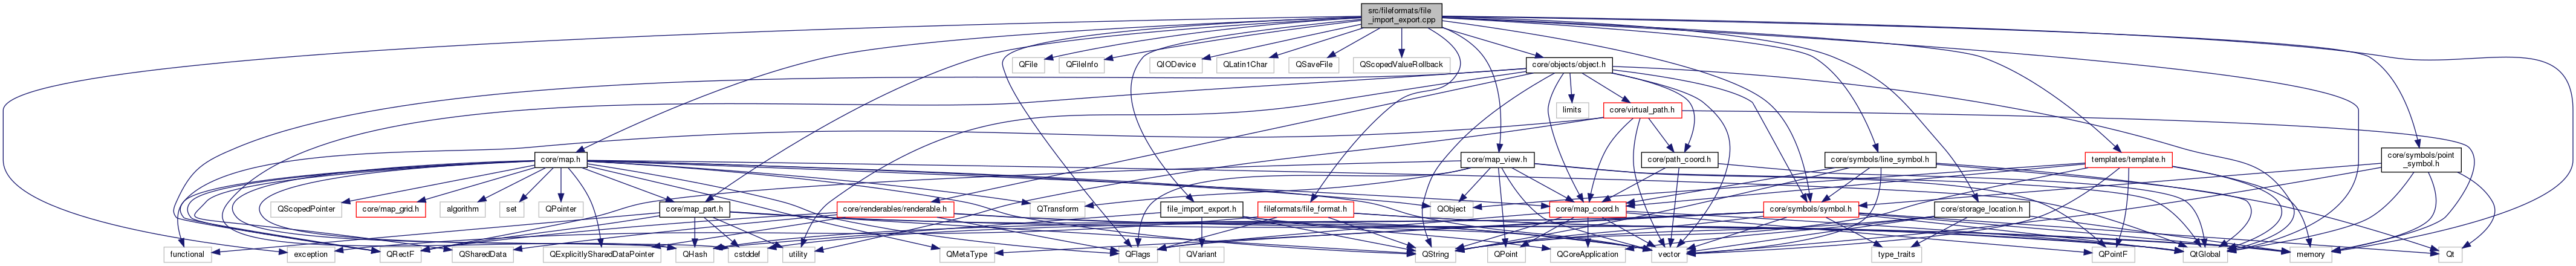 src/fileformats/file
_import_export.cpp
QFile
QFileInfo
QIODevice
QLatin1Char
QSaveFile
QScopedValueRollback
core/objects/object.h
limits
core/virtual_path.h
core/map.h
core/map_view.h
core/path_coord.h
core/symbols/line_symbol.h
templates/template.h
core/symbols/point
_symbol.h
QScopedPointer
core/map_grid.h
algorithm
set
QPointer
core/map_part.h
core/renderables/renderable.h
QTransform
file_import_export.h
fileformats/file_format.h
QObject
core/map_coord.h
core/symbols/symbol.h
core/storage_location.h
functional
exception
QRectF
QSharedData
QExplicitlySharedDataPointer
QHash
cstddef
utility
QMetaType
QFlags
QVariant
QString
QPoint
QCoreApplication
vector
type_traits
QPointF
QtGlobal
memory
Qt